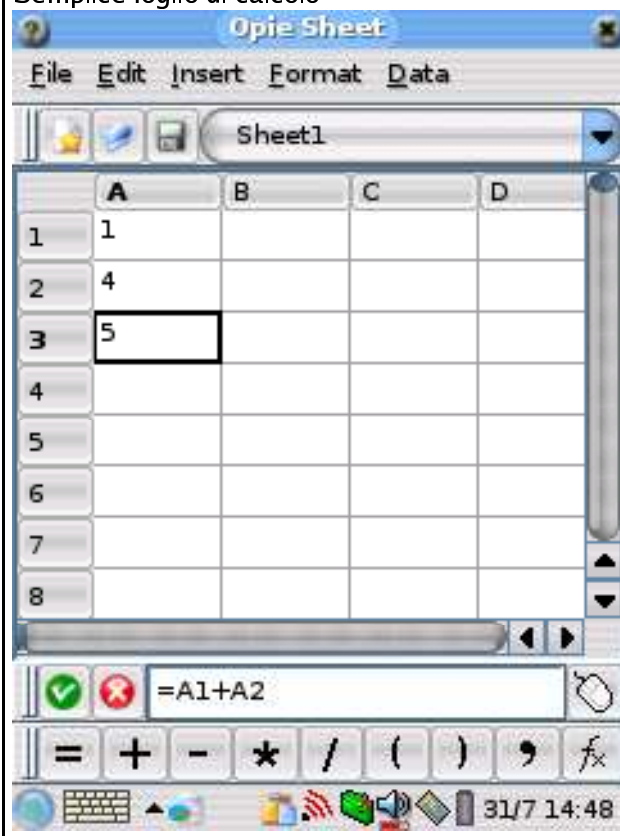 Semplice foglio di calcolo
Opie Sheet
File Edit Insert Format Data
Sheet1
A B C D
1 1
2 4
3 5
4
5
6
7
8
=A1+A2
= + - * / ( ) , fx
31/7 14:48